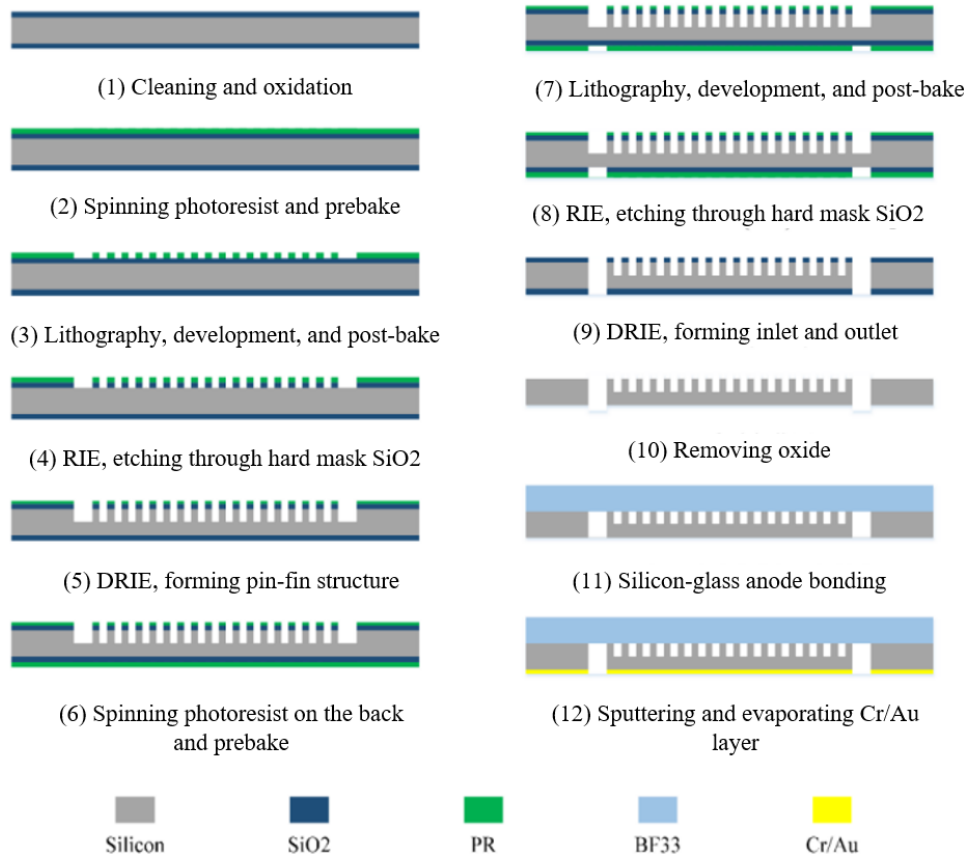 (1) Cleaning and oxidation
(2) Spinning photoresist and prebake
(3) Lithography, development, and post-bake
(4) RIE, etching through hard mask SiO2
(5) DRIE, forming pin-fin structure
(6) Spinning photoresist on the back
and prebake
(7) Lithography, development, and post-bake
(8) RIE, etching through hard mask SiO2
(9) DRIE, forming inlet and outlet
(10) Removing oxide
(11) Silicon-glass anode bonding
(12) Sputtering and evaporating Cr/Au
layer
Silicon
SiO2
PR
BF33
Cr/Au